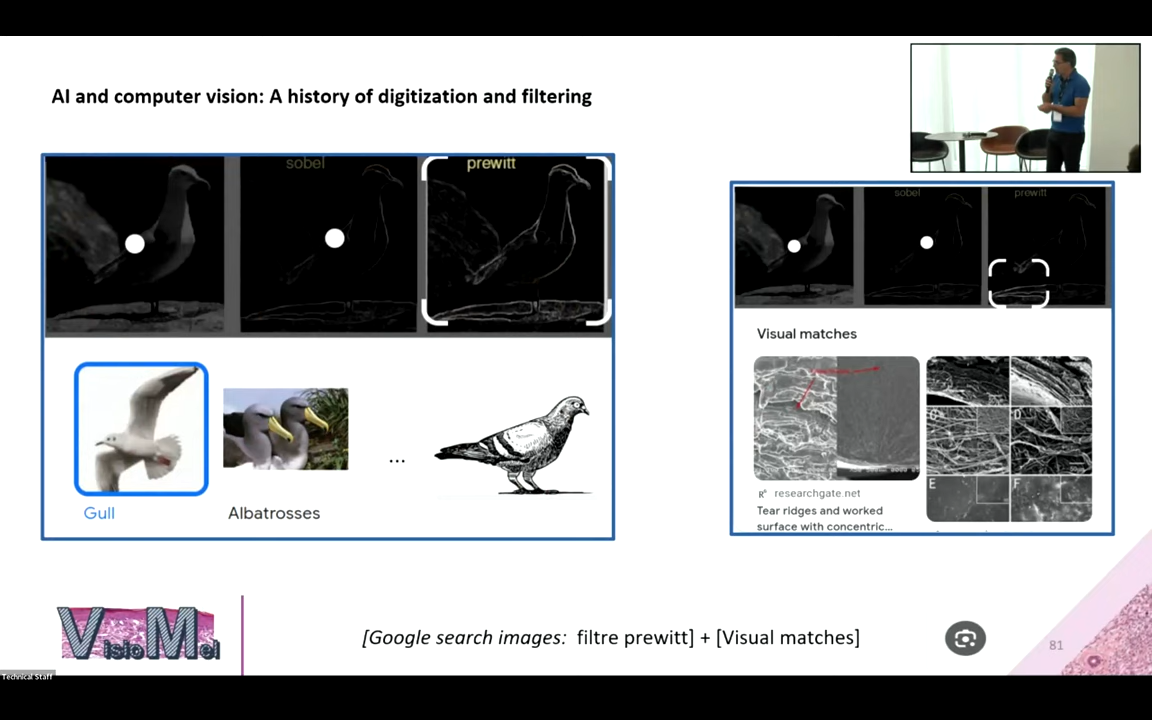 AI and computer vision: A history of digitization and filtering
sobel
prewitt
sobel
prewitt
Visual matches
Gull
Albatrosses
...
researchgate.net
Tear ridges and worked
surface with concentric...
D
E
F
VisioMel
[Google search images: filtre prewitt] + [Visual matches]
81
Technical Staff